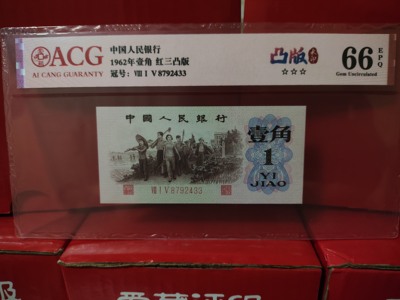 ACG
AI CANG GUARANTY
中国人民银行
1962年壹角 红三凸版
冠号: Ⅷ Ⅰ Ⅴ 8792433
凸版
☆☆☆
66 EPQ
Gem Uncirculated
中國人民銀行
Ⅷ Ⅰ Ⅴ 8792433
壹角
1
YI
JIAO